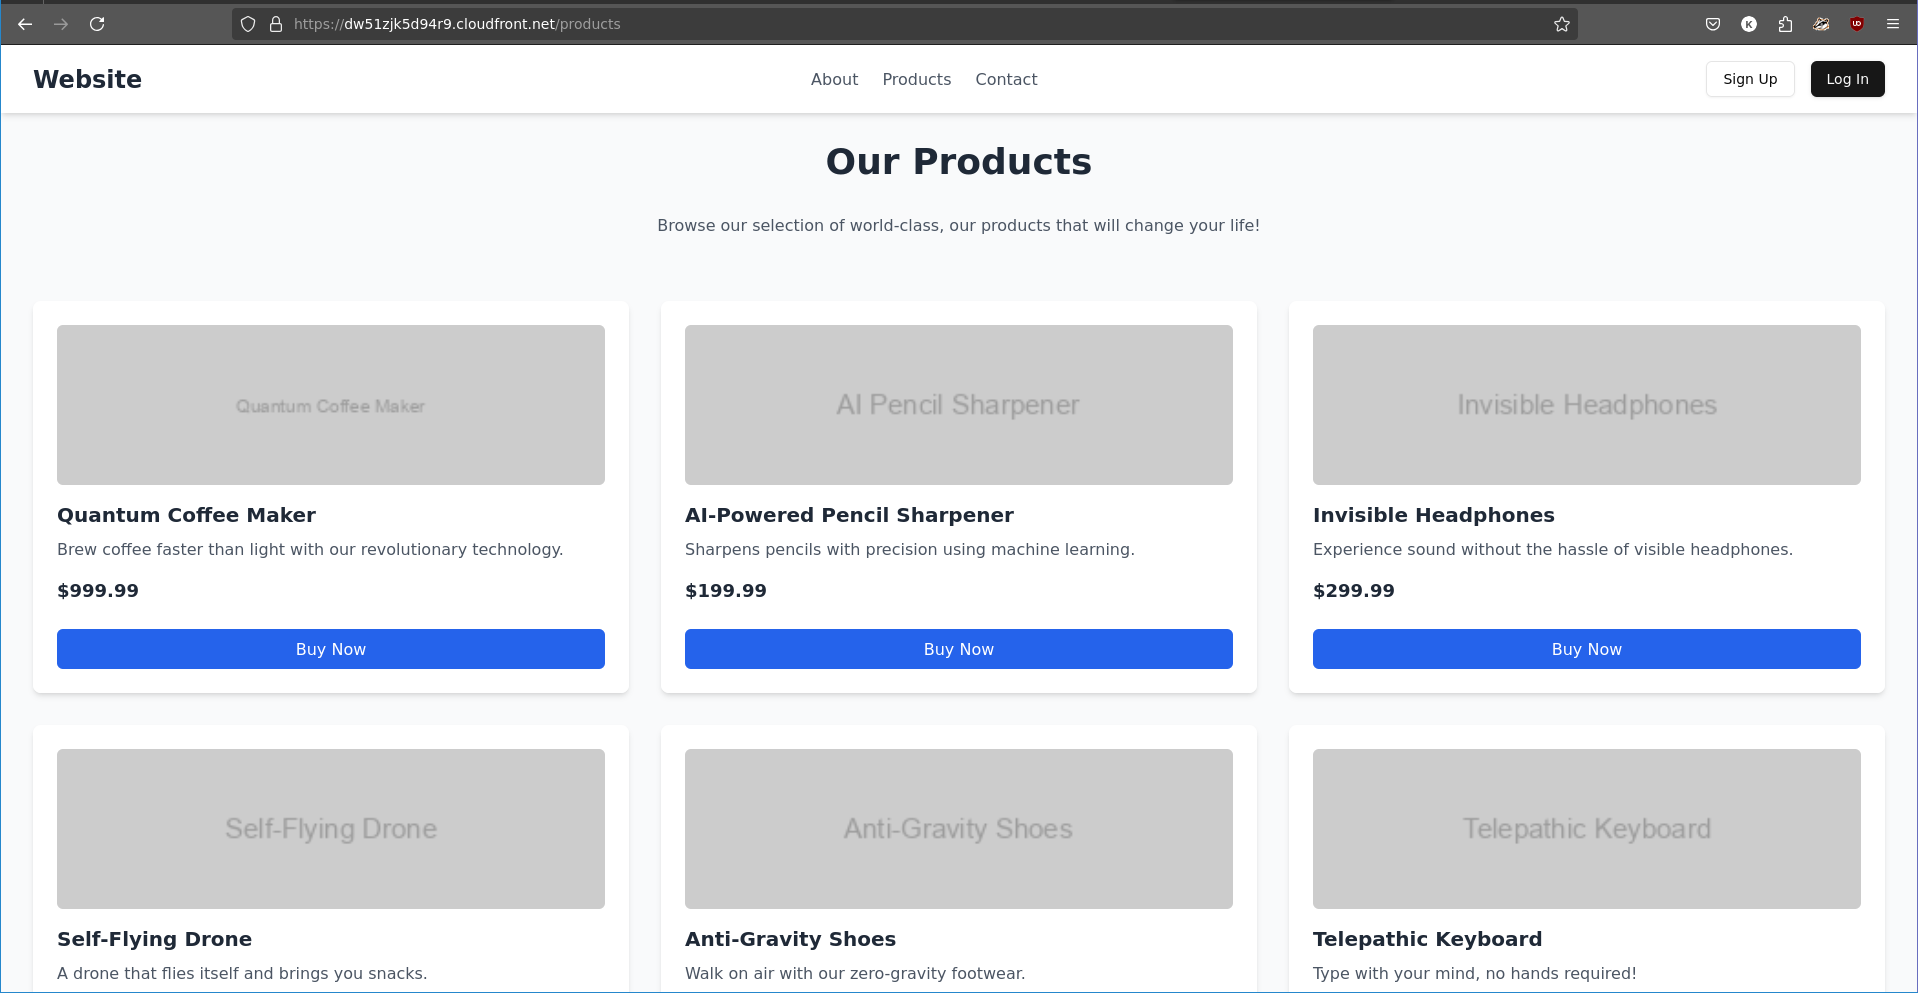 https://dw51zjk5d94r9.cloudfront.net/products
K
Website
About Products Contact
Sign Up Log In
Our Products
Browse our selection of world-class, our products that will change your life!
Quantum Coffee Maker
AI Pencil Sharpener
Invisible Headphones
Quantum Coffee Maker
Brew coffee faster than light with our revolutionary technology.
$999.99
Buy Now
AI-Powered Pencil Sharpener
Sharpens pencils with precision using machine learning.
$199.99
Buy Now
Invisible Headphones
Experience sound without the hassle of visible headphones.
$299.99
Buy Now
Self-Flying Drone
Anti-Gravity Shoes
Telepathic Keyboard
Self-Flying Drone
A drone that flies itself and brings you snacks.
Anti-Gravity Shoes
Walk on air with our zero-gravity footwear.
Telepathic Keyboard
Type with your mind, no hands required!